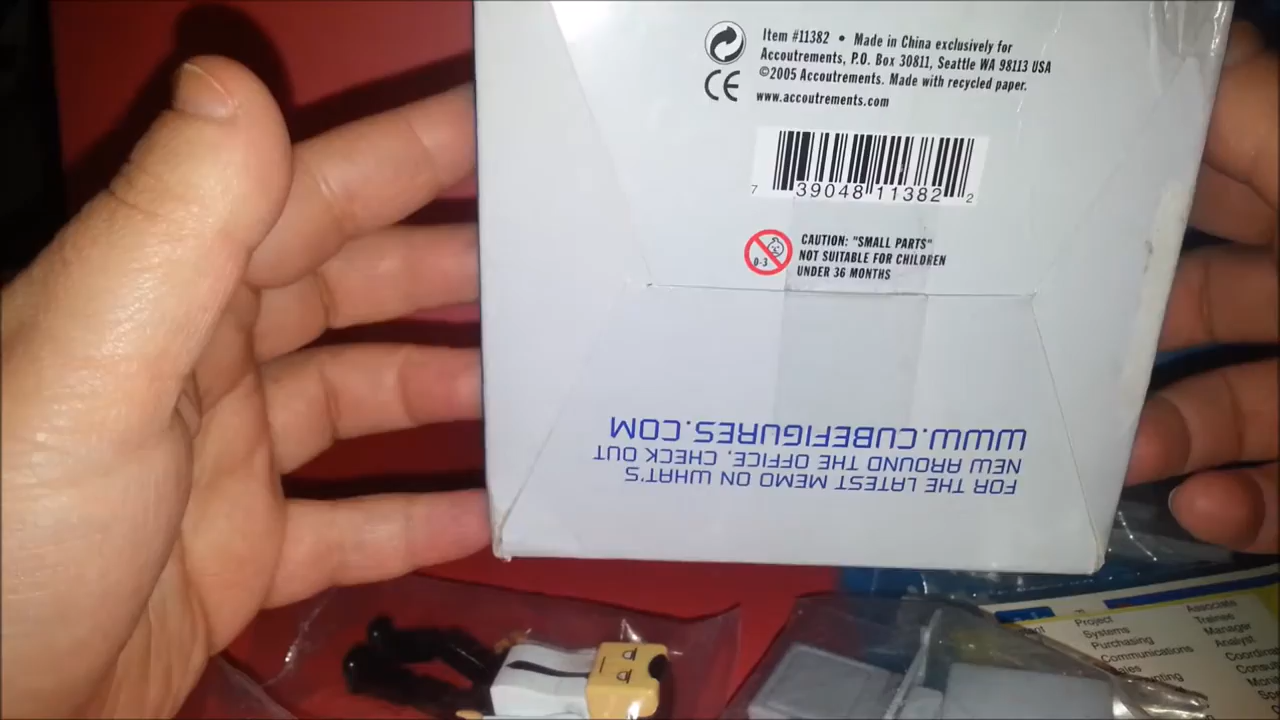 Item #11382 • Made in China exclusively for
Accoutrements, P.O. Box 30811, Seattle WA 98113 USA
©2005 Accoutrements. Made with recycled paper.
CE
www.accoutrements.com
7 39048 11382 2
0-3
CAUTION: "SMALL PARTS"
NOT SUITABLE FOR CHILDREN
UNDER 36 MONTHS
FOR THE LATEST MEMO ON WHAT'S
NEW AROUND THE OFFICE, CHECK OUT
WWW.CUBEFIGURES.COM
Project
Systems
Purchasing
Communications
Associate
Trainee
Manager
Analyst